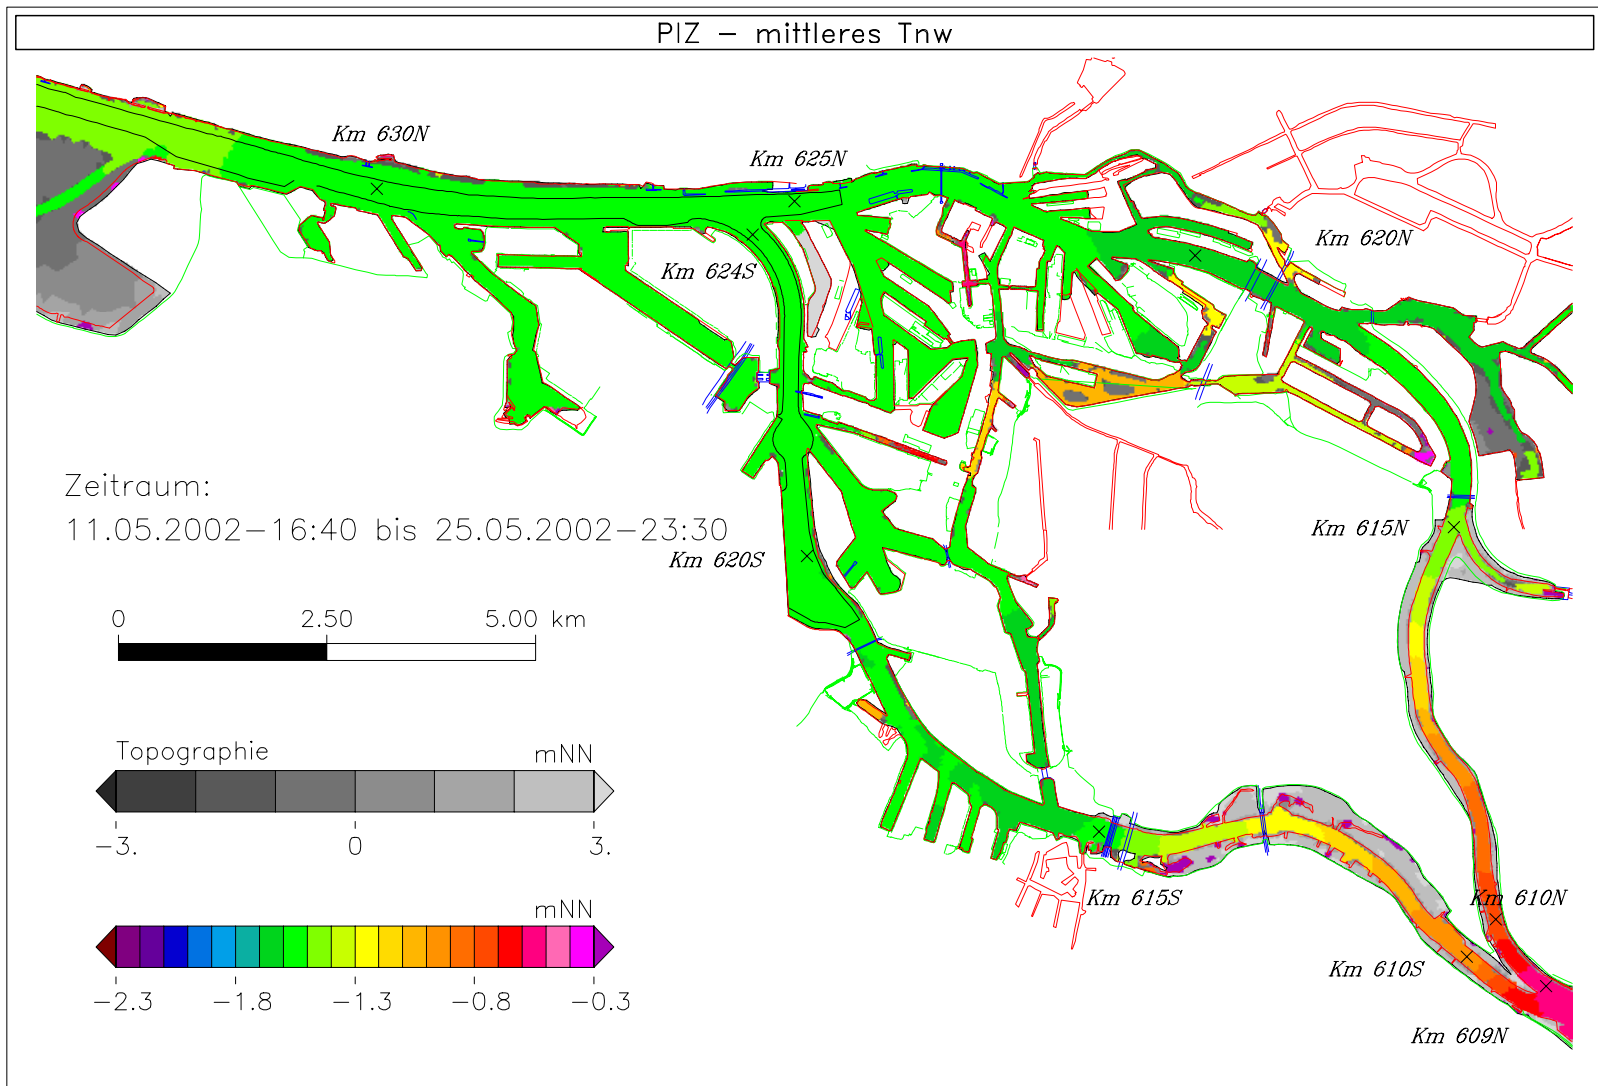 PIZ - mittleres Tnw
Km 630N
Km 625N
Km 620N
Km 624S
Zeitraum:
11.05.2002-16:40 bis 25.05.2002-23:30
Km 615N
Km 620S
0 2.50 5.00 km
Topographie mNN
-3. 0 3.
Km 615S
Km 610N
mNN
Km 610S
-2.3 -1.8 -1.3 -0.8 -0.3
Km 609N